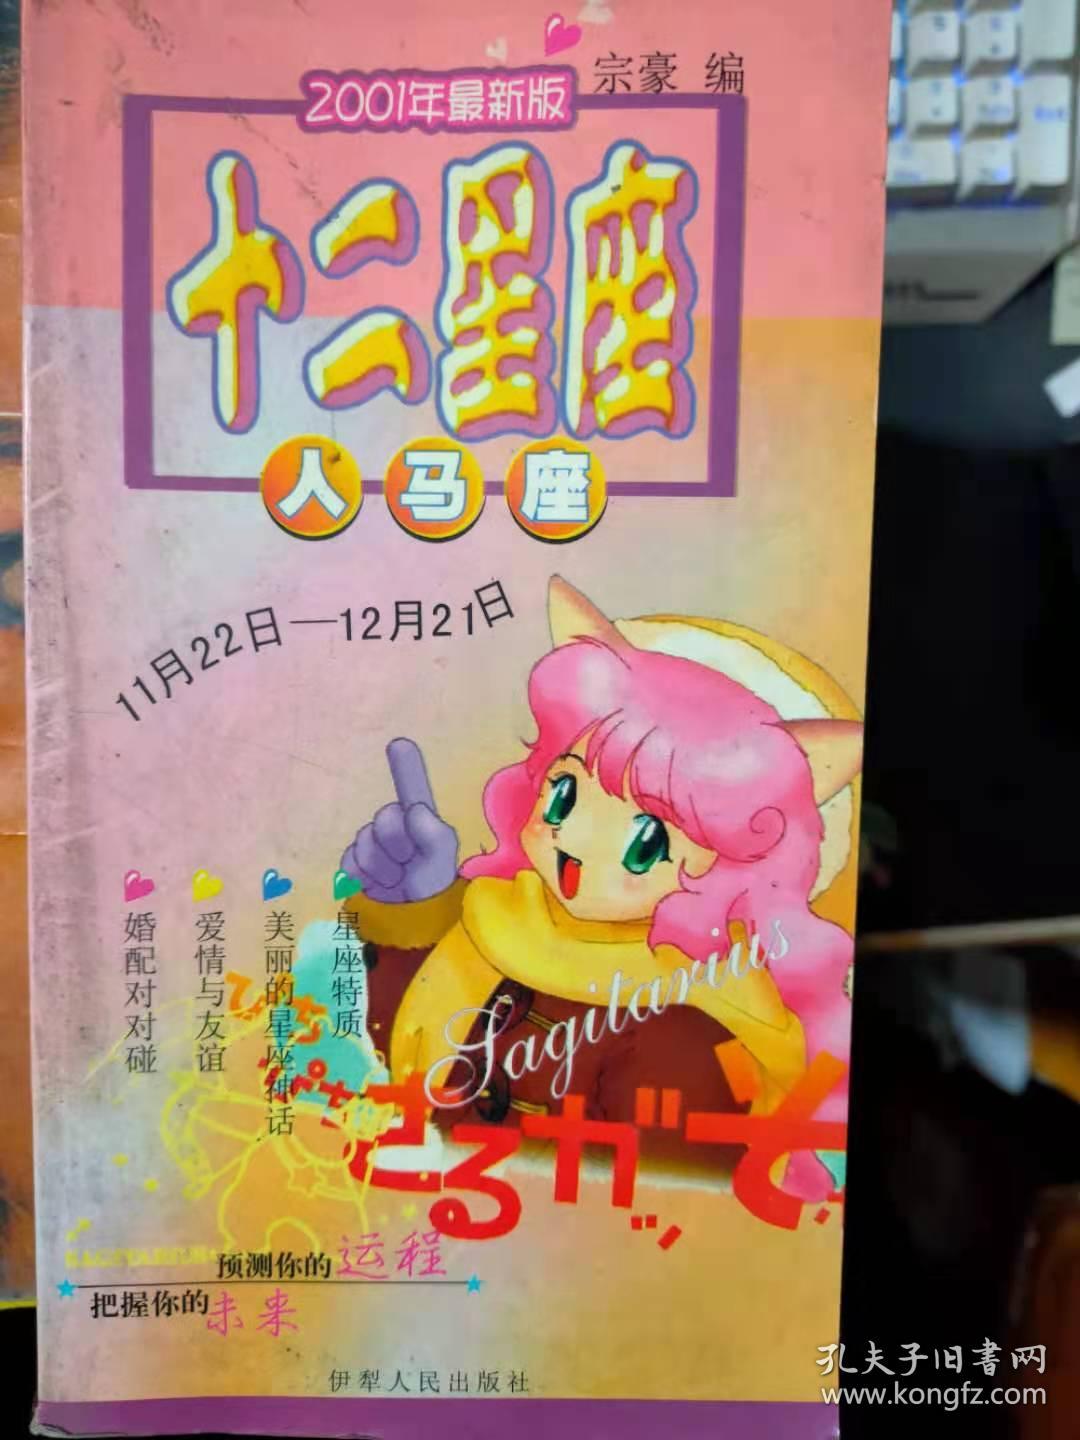 宗豪 编
2001年最新版
十二星座
人马座
11月22日—12月21日
星座特质
美丽的星座神话
爱情与友谊
婚配对对碰
Sagitarius
預测你的运程
把握你的未来
伊犁人民出版社
孔夫子旧書网
www.kongfz.com